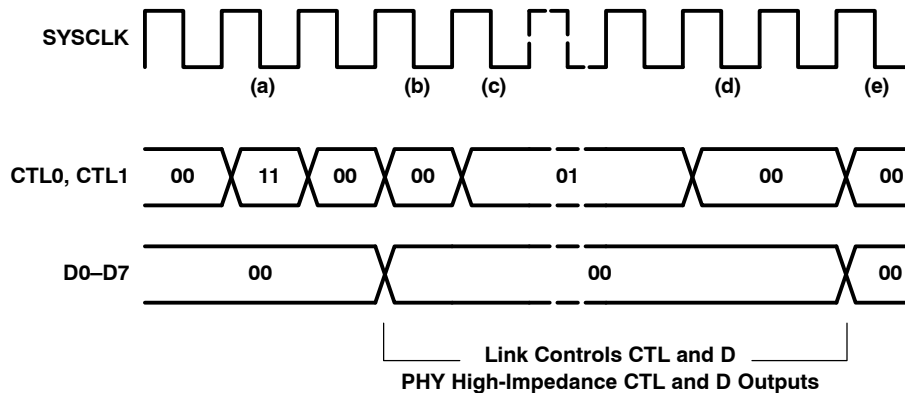 SYSCLK
(a) (b) (c) (d) (e)
CTL0, CTL1 00 11 00 00 01 00 00
D0–D7 00 00 00
Link Controls CTL and D
PHY High-Impedance CTL and D Outputs